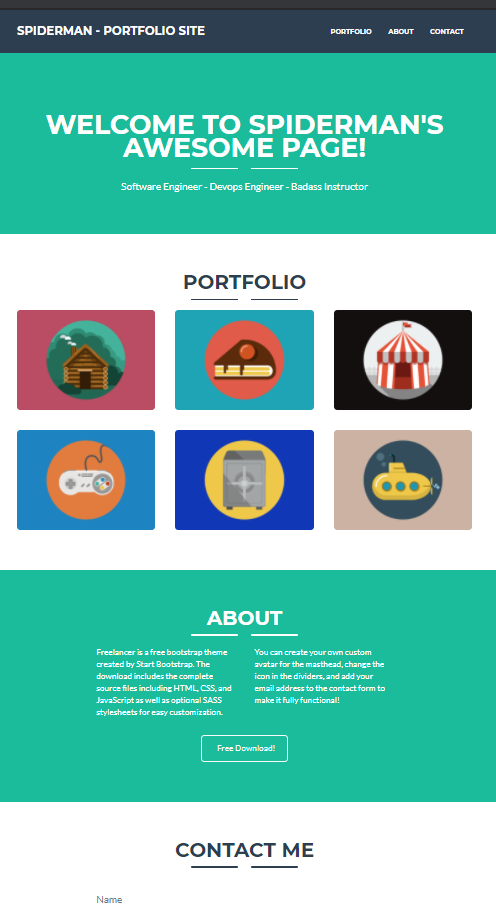 SPIDERMAN - PORTFOLIO SITE
PORTFOLIO ABOUT CONTACT
WELCOME TO SPIDERMAN'S
AWESOME PAGE!
Software Engineer - Devops Engineer - Badass Instructor
PORTFOLIO
ABOUT
Freelancer is a free bootstrap theme
created by Start Bootstrap. The
download includes the complete
source files including HTML, CSS, and
JavaScript as well as optional SASS
stylesheets for easy customization.
You can create your own custom
avatar for the masthead, change the
icon in the dividers, and add your
email address to the contact form to
make it fully functional!
Free Download!
CONTACT ME
Name